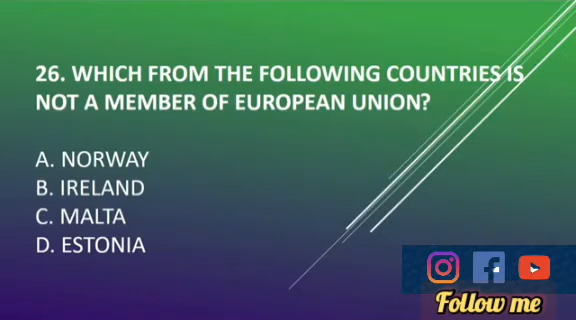 26. WHICH FROM THE FOLLOWING COUNTRIES IS
NOT A MEMBER OF EUROPEAN UNION?
A. NORWAY
B. IRELAND
C. MALTA
D. ESTONIA
Follow me